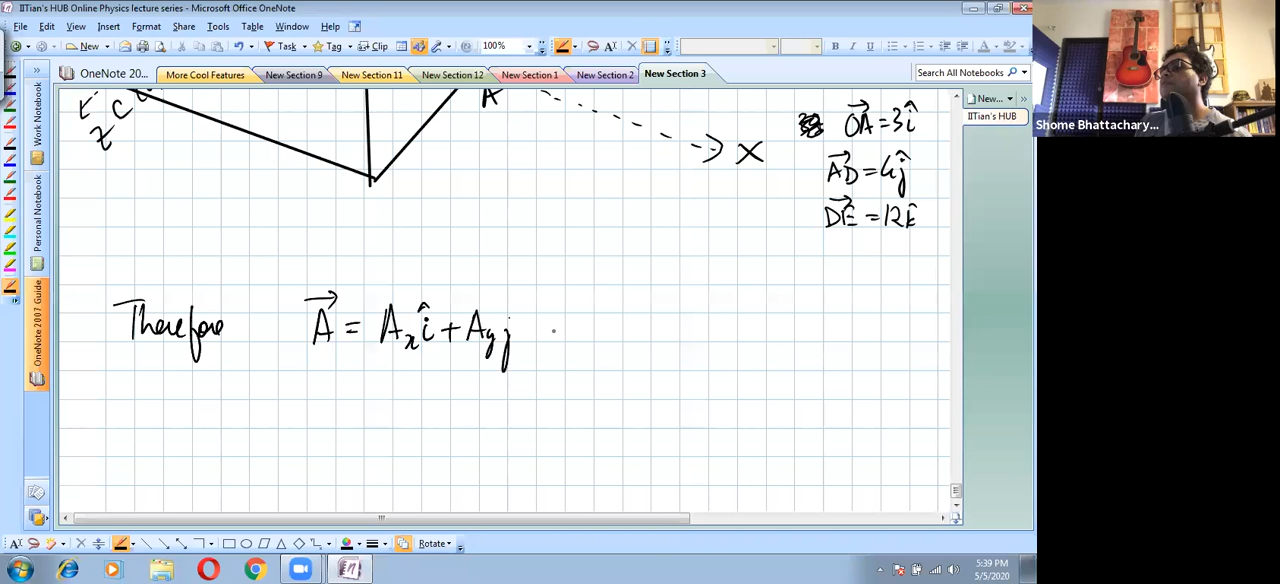 IITian's HUB Online Physics lecture series - Microsoft Office OneNote
File Edit View Insert Format Share Tools Table Window Help
New Task Tag Clip 100% B I U
OneNote 20... More Cool Features New Section 9 New Section 11 New Section 12 New Section 1 New Section 2 New Section 3 Search All Notebooks
New...
IITian's HUB
Work Notebook
Personal Notebook
OneNote 2007 Guide
C
z
A
X
OA = 3î
AD = 4ĵ
DE = 12k̂
Therefore A⃗ = Aₓî + A_y j
Rotate
5:39 PM
5/5/2020
Shome Bhattachary...